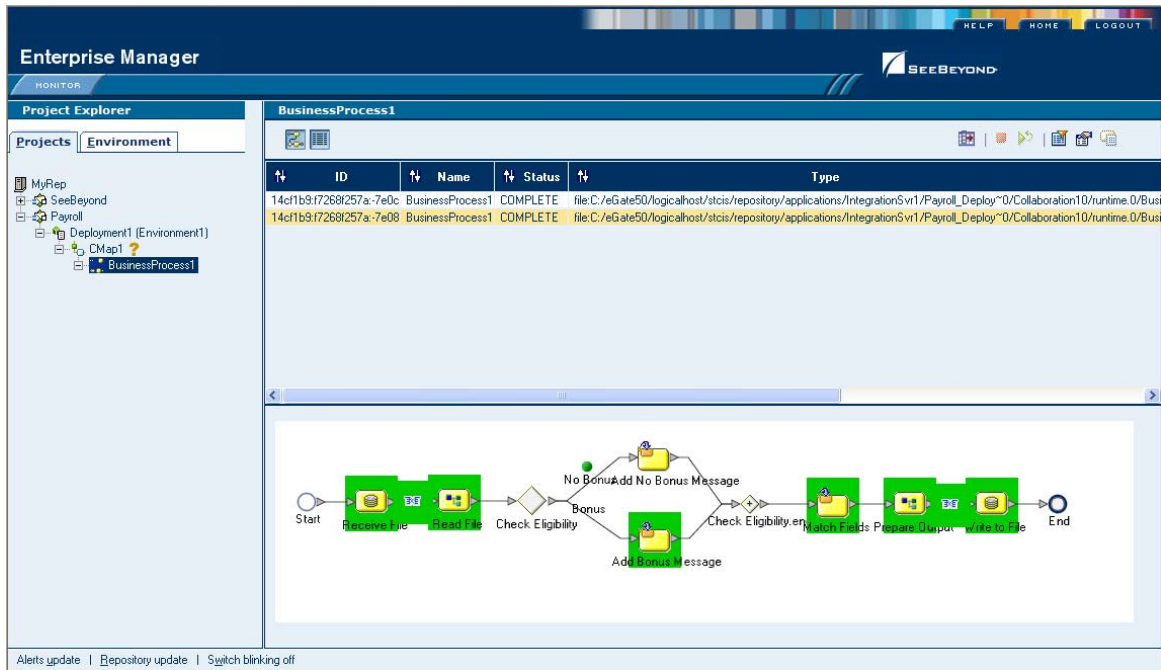 HELP HOME LOGOUT
Enterprise Manager
SEEBEYOND
MONITOR
Project Explorer
BusinessProcess1
Projects Environment
ID Name Status Type
MyRep
SeeBeyond
Payroll
Deployment1 (Environment1)
CMap1
BusinessProcess1
14cf1b9:f7268f257a:-7e0c BusinessProcess1 COMPLETE file:C:/eGate50/logicalhost/stcis/repository/applications/IntegrationSvr1/Payroll_Deploy~0/Collaboration10/runtime.0/Busi
14cf1b9:f7268f257a:-7e08 BusinessProcess1 COMPLETE file:C:/eGate50/logicalhost/stcis/repository/applications/IntegrationSvr1/Payroll_Deploy~0/Collaboration10/runtime.0/Busi
No Bonus
Add No Bonus Message
Bonus
Start
Receive File
Read File
Check Eligibility
Check Eligibility.en
Match Fields
Prepare Output
Write to File
End
Add Bonus Message
Alerts update | Repository update | Switch blinking off